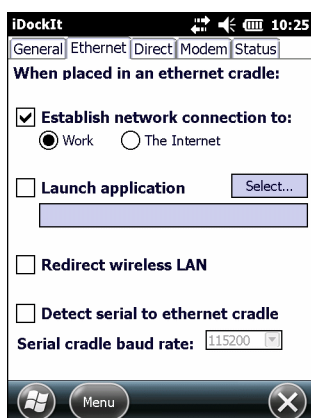 iDockIt 10:25
General Ethernet Direct Modem Status
When placed in an ethernet cradle:
Establish network connection to:
Work The Internet
Launch application Select...
Redirect wireless LAN
Detect serial to ethernet cradle
Serial cradle baud rate: 115200
Menu